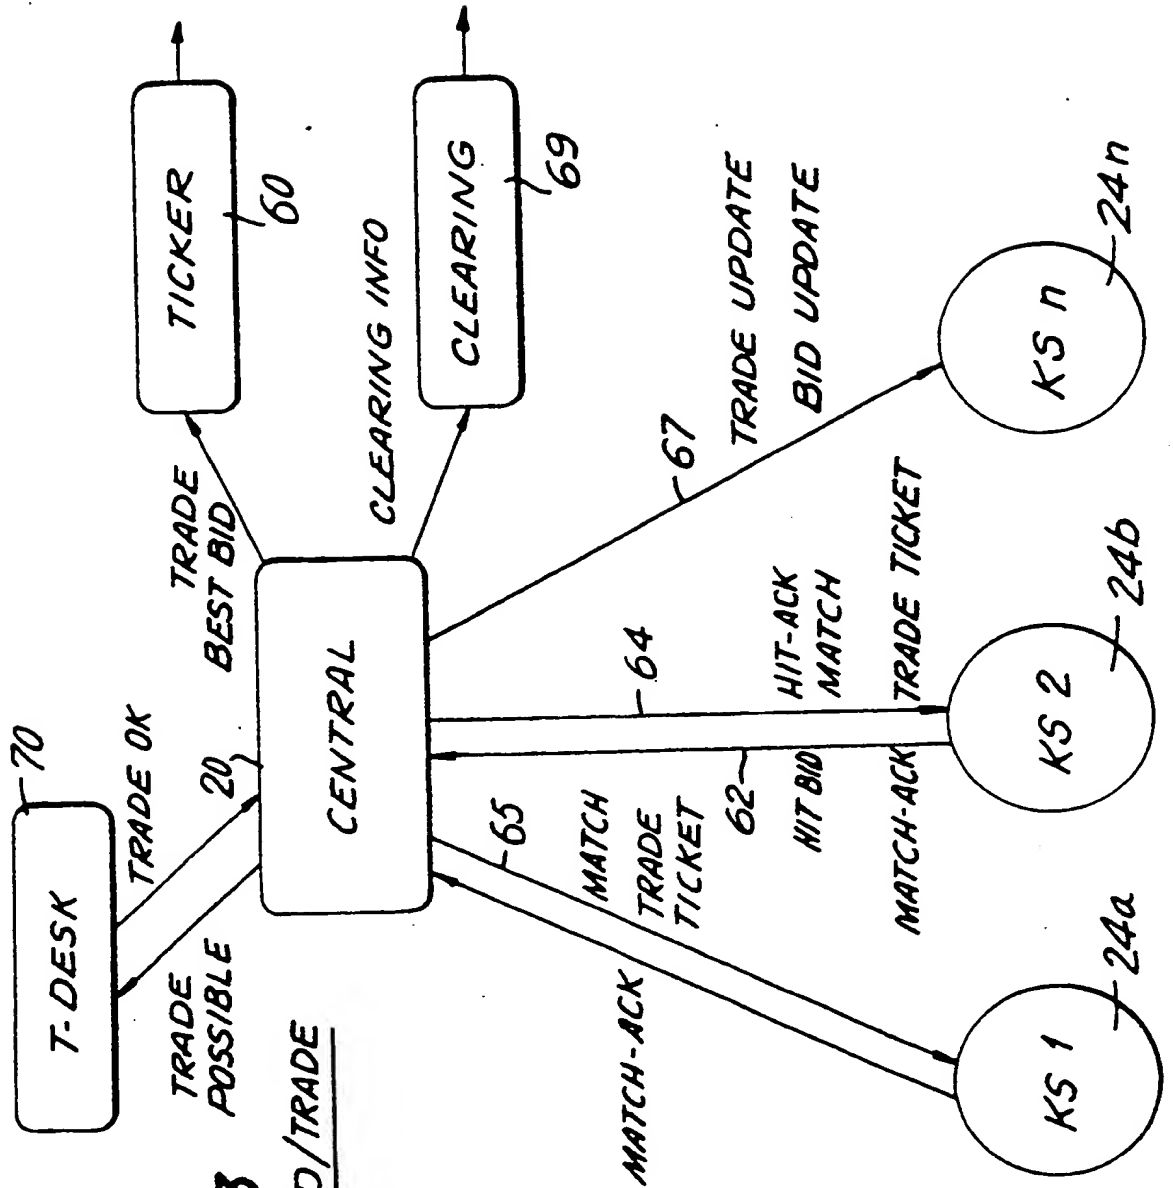 70
T-DESK
TRADE OK
TRADE
POSSIBLE
20
CENTRAL
TRADE
BEST BID
TICKER
60
CLEARING INFO
CLEARING
69
/TRADE
65
MATCH
TRADE
TICKET
MATCH-ACK
62
HIT BID
MATCH-ACK
64
HIT-ACK
MATCH
TRADE TICKET
67
TRADE UPDATE
BID UPDATE
KS 1
24a
KS 2
24b
KS n
24n